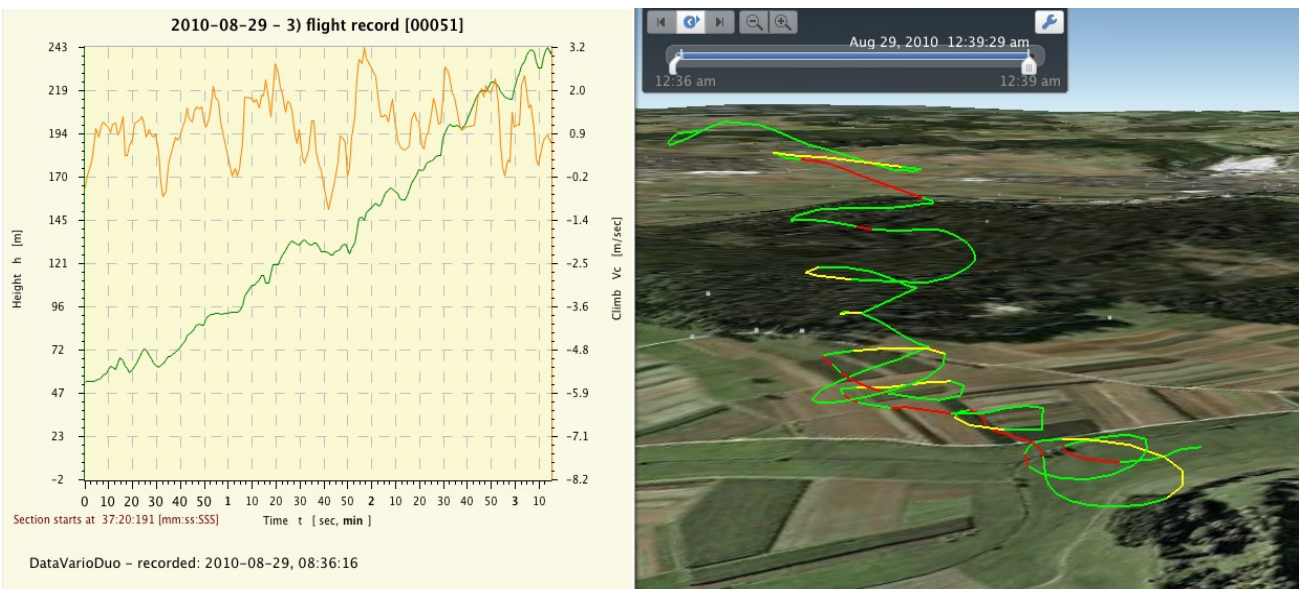 2010-08-29 - 3) flight record [00051]
243
219
194
170
145
121
96
72
47
23
-2
Height h [m]
3.2
2.0
0.9
-0.2
-1.4
-2.5
-3.6
-4.8
-5.9
-7.1
-8.2
Climb Vc [m/sec]
0 10 20 30 40 50 1 10 20 30 40 50 2 10 20 30 40 50 3 10
Section starts at 37:20:191 [mm:ss:SSS] Time t [ sec, min ]
DataVarioDuo - recorded: 2010-08-29, 08:36:16
Aug 29, 2010 12:39:29 am
12:36 am 12:39 am